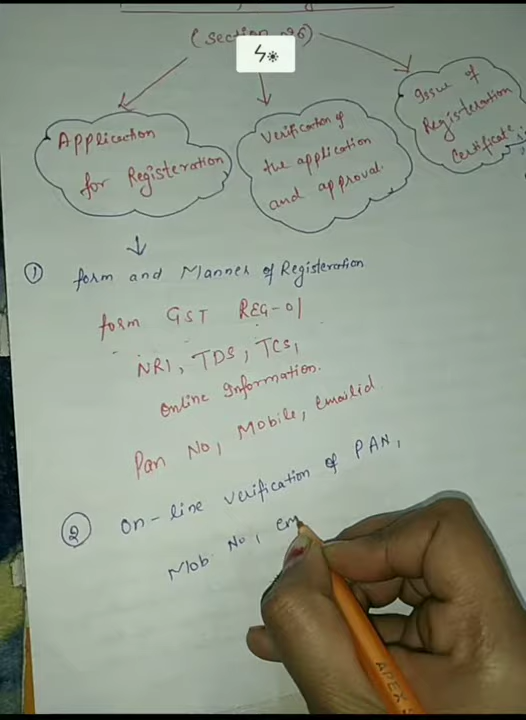 (Section
Application
for Registeration
Verification of
the application
and approval.
Issue of
Registeration
Certificate.
① form and Manner of Registeration
form GST REG-01
NRI, TDS, TCS,
Online Information.
Pan No, Mobile, Emailid
② On-line verification of PAN,
Mob No, em
APEX